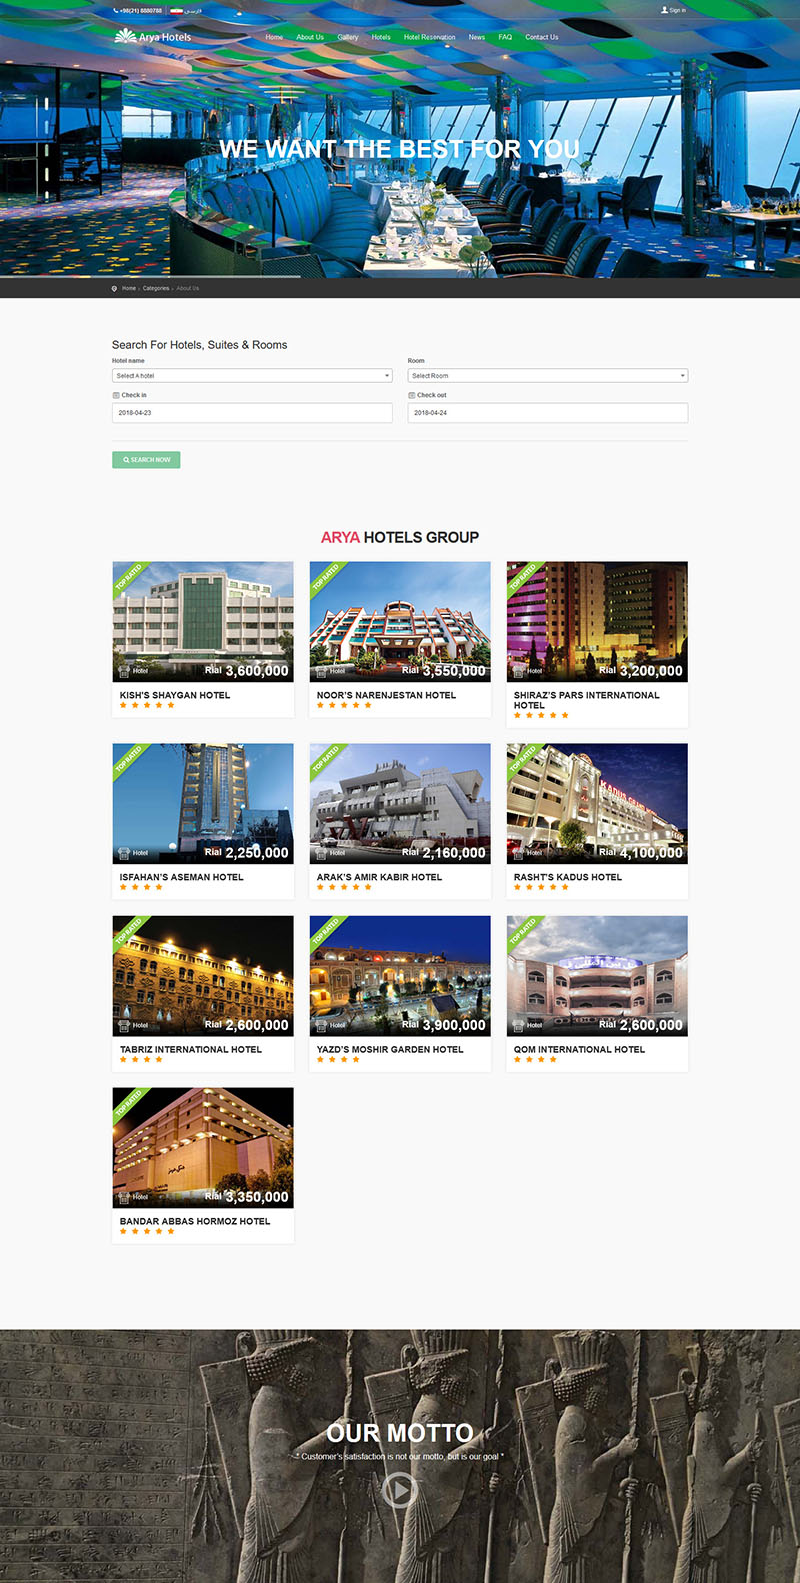 +98(21) 8880788 فارسی Sign in
Arya Hotels Home About Us Gallery Hotels Hotel Reservation News FAQ Contact Us
WE WANT THE BEST FOR YOU
Home > Categories > About Us
Search For Hotels, Suites & Rooms
Hotel name Room
Select A hotel Select Room
Check in Check out
2018-04-23 2018-04-24
SEARCH NOW
ARYA HOTELS GROUP
TOP RATED TOP RATED TOP RATED
Hotel Rial 3,600,000 Hotel Rial 3,550,000 Hotel Rial 3,200,000
KISH'S SHAYGAN HOTEL NOOR'S NARENJESTAN HOTEL SHIRAZ'S PARS INTERNATIONAL
HOTEL
TOP RATED TOP RATED TOP RATED
KADUS GRAND HOTEL
Hotel Rial 2,250,000 Hotel Rial 2,160,000 Hotel Rial 4,100,000
ISFAHAN'S ASEMAN HOTEL ARAK'S AMIR KABIR HOTEL RASHT'S KADUS HOTEL
TOP RATED TOP RATED TOP RATED
Hotel Rial 2,600,000 Hotel Rial 3,900,000 Hotel Rial 2,600,000
TABRIZ INTERNATIONAL HOTEL YAZD'S MOSHIR GARDEN HOTEL QOM INTERNATIONAL HOTEL
TOP RATED
Hotel Rial 3,350,000
BANDAR ABBAS HORMOZ HOTEL
OUR MOTTO
" Customer's satisfaction is not our motto, but is our goal "